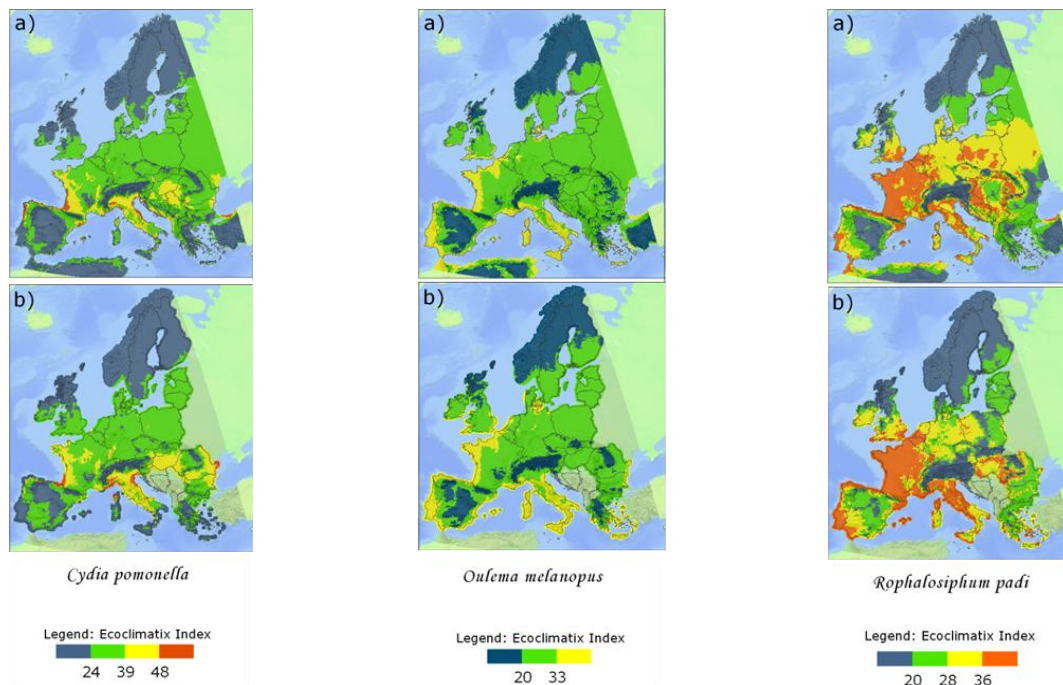 a)
a)
a)
b)
b)
b)
Cydia pomonella
Oulema melanopus
Rophalosiphum padi
Legend: Ecoclimatix Index
24 39 48
Legend: Ecoclimatix Index
20 33
Legend: Ecoclimatix Index
20 28 36